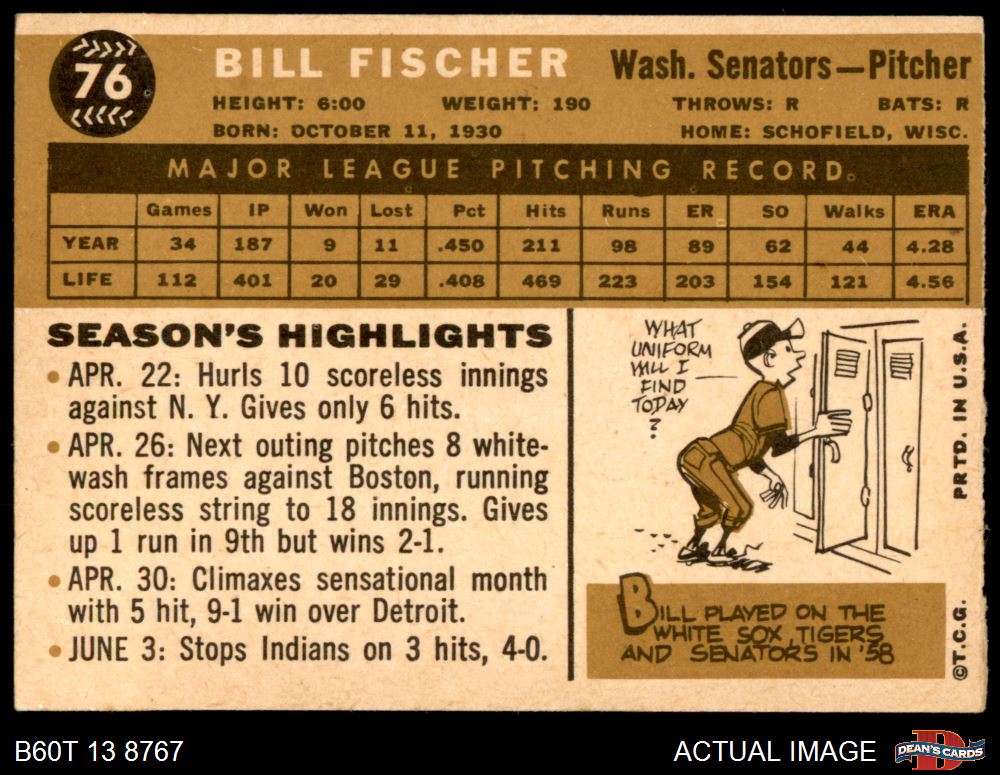 76
BILL FISCHER
Wash. Senators—Pitcher
HEIGHT: 6:00 WEIGHT: 190 THROWS: R BATS: R
BORN: OCTOBER 11, 1930 HOME: SCHOFIELD, WISC.
MAJOR LEAGUE PITCHING RECORD
Games IP Won Lost Pct Hits Runs ER SO Walks ERA
YEAR 34 187 9 11 .450 211 98 89 62 44 4.28
LIFE 112 401 20 29 .408 469 223 203 154 121 4.56
SEASON'S HIGHLIGHTS
• APR. 22: Hurls 10 scoreless innings
against N. Y. Gives only 6 hits.
• APR. 26: Next outing pitches 8 white-
wash frames against Boston, running
scoreless string to 18 innings. Gives
up 1 run in 9th but wins 2-1.
• APR. 30: Climaxes sensational month
with 5 hit, 9-1 win over Detroit.
• JUNE 3: Stops Indians on 3 hits, 4-0.
WHAT
UNIFORM
WILL I
FIND
TODAY
?
BILL PLAYED ON THE
WHITE SOX, TIGERS
AND SENATORS IN '58
©T.C.G. PRTD. IN U.S.A.
B60T 13 8767
ACTUAL IMAGE
D
DEAN'S CARDS